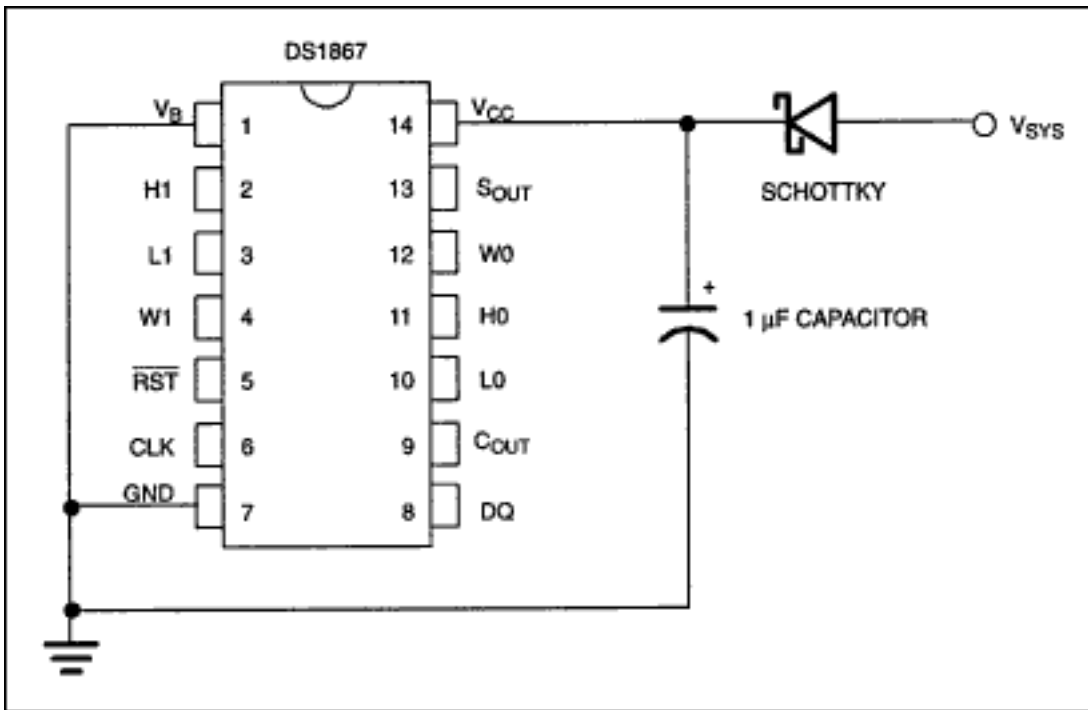 DS1867
VB 1 14 VCC
VSYS
H1 2 13 SOUT
SCHOTTKY
L1 3 12 W0
W1 4 11 H0
+
1 µF CAPACITOR
RST 5 10 L0
CLK 6 9 COUT
GND 7 8 DQ